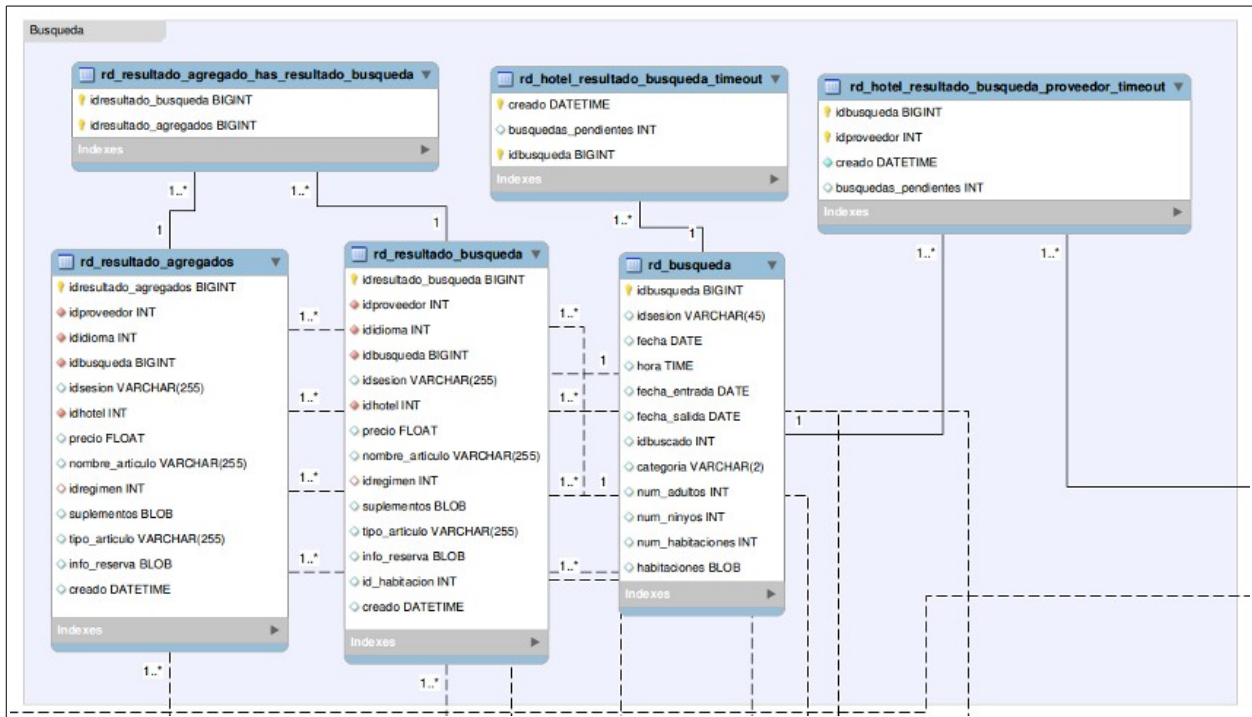 Busqueda
rd_resultado_agregado_has_resultado_busqueda
idresultado_busqueda BIGINT
idresultado_agregados BIGINT
Indexes
rd_hotel_resultado_busqueda_timeout
creado DATETIME
busquedas_pendientes INT
idbusqueda BIGINT
Indexes
rd_hotel_resultado_busqueda_proveedor_timeout
idbusqueda BIGINT
idproveedor INT
creado DATETIME
busquedas_pendientes INT
Indexes
1..*
1..*
1..*
1..*
1..*
1
1
1
rd_resultado_agregados
idresultado_agregados BIGINT
idproveedor INT
ididioma INT
idbusqueda BIGINT
idsesion VARCHAR(255)
idhotel INT
precio FLOAT
nombre_articulo VARCHAR(255)
idregimen INT
suplementos BLOB
tipo_articulo VARCHAR(255)
info_reserva BLOB
creado DATETIME
Indexes
1..*
1..*
1..*
1..*
1..*
rd_resultado_busqueda
idresultado_busqueda BIGINT
idproveedor INT
ididioma INT
idbusqueda BIGINT
idsesion VARCHAR(255)
idhotel INT
precio FLOAT
nombre_articulo VARCHAR(255)
idregimen INT
suplementos BLOB
tipo_articulo VARCHAR(255)
info_reserva BLOB
id_habitacion INT
creado DATETIME
Indexes
1..*
1
1..*
1..*
1
1..*
1..*
rd_busqueda
idbusqueda BIGINT
idsesion VARCHAR(45)
fecha DATE
hora TIME
fecha_entrada DATE
fecha_salida DATE
idbuscado INT
categoria VARCHAR(2)
num_adultos INT
num_ninyos INT
num_habitaciones INT
habitaciones BLOB
Indexes
1